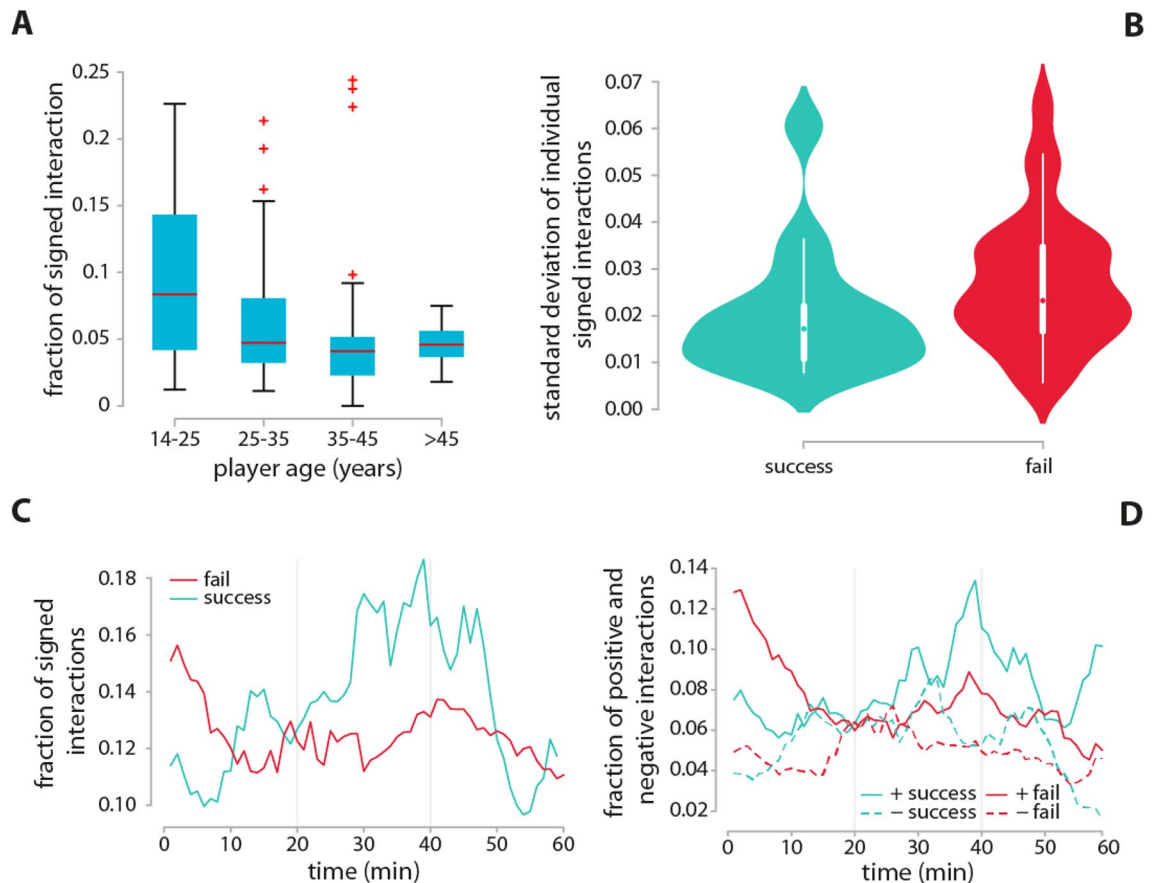 A
B
fraction of signed interaction
0.25
0.2
0.15
0.1
0.05
0
14-25
25-35
35-45
>45
player age (years)
standard deviation of individual
signed interactions
0.07
0.06
0.05
0.04
0.03
0.02
0.01
0.00
success
fail
C
D
fraction of signed
interactions
0.18
0.16
0.14
0.12
0.10
fail
success
0
10
20
30
40
50
60
time (min)
fraction of positive and
negative interactions
0.14
0.12
0.10
0.08
0.06
0.04
0.02
+ success
+ fail
− success
− fail
0
10
20
30
40
50
60
time (min)